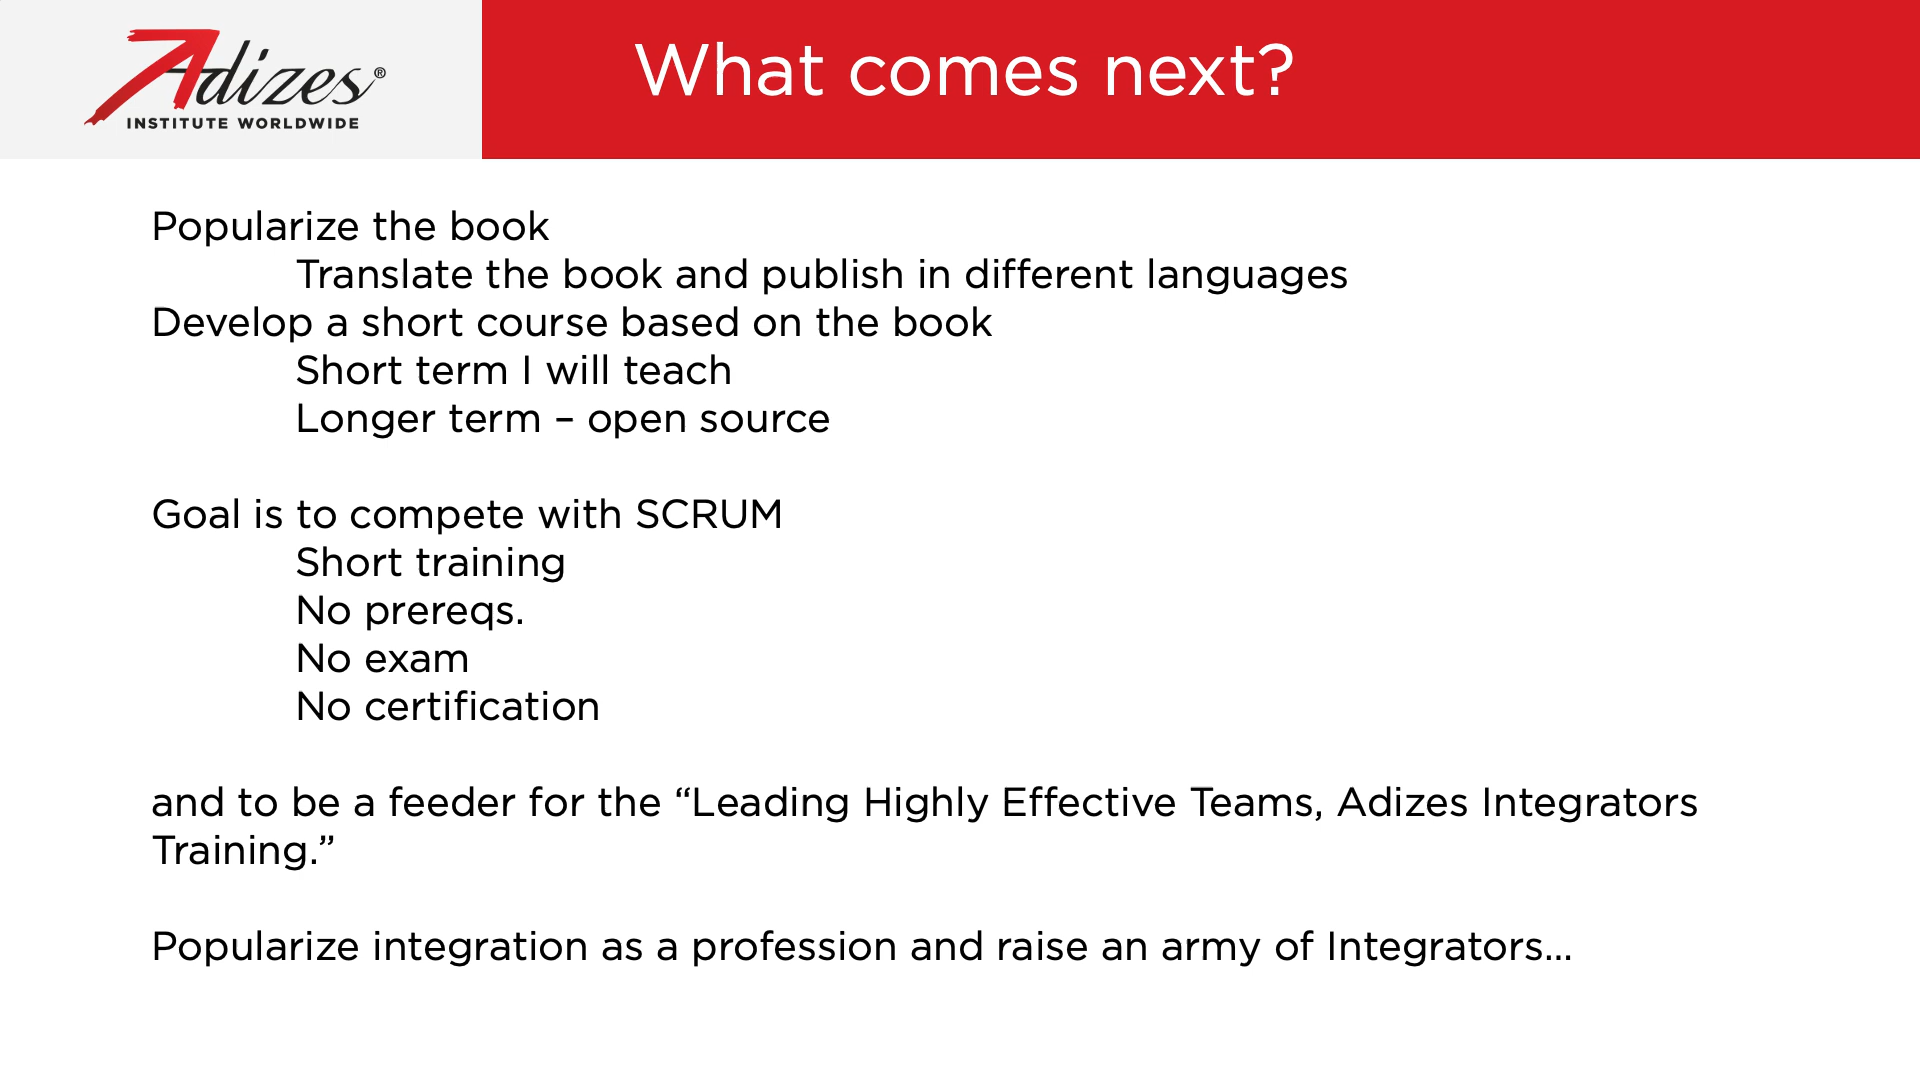 Adizes®
INSTITUTE WORLDWIDE
What comes next?
Popularize the book
Translate the book and publish in different languages
Develop a short course based on the book
Short term I will teach
Longer term – open source
Goal is to compete with SCRUM
Short training
No prereqs.
No exam
No certification
and to be a feeder for the “Leading Highly Effective Teams, Adizes Integrators
Training.”
Popularize integration as a profession and raise an army of Integrators...